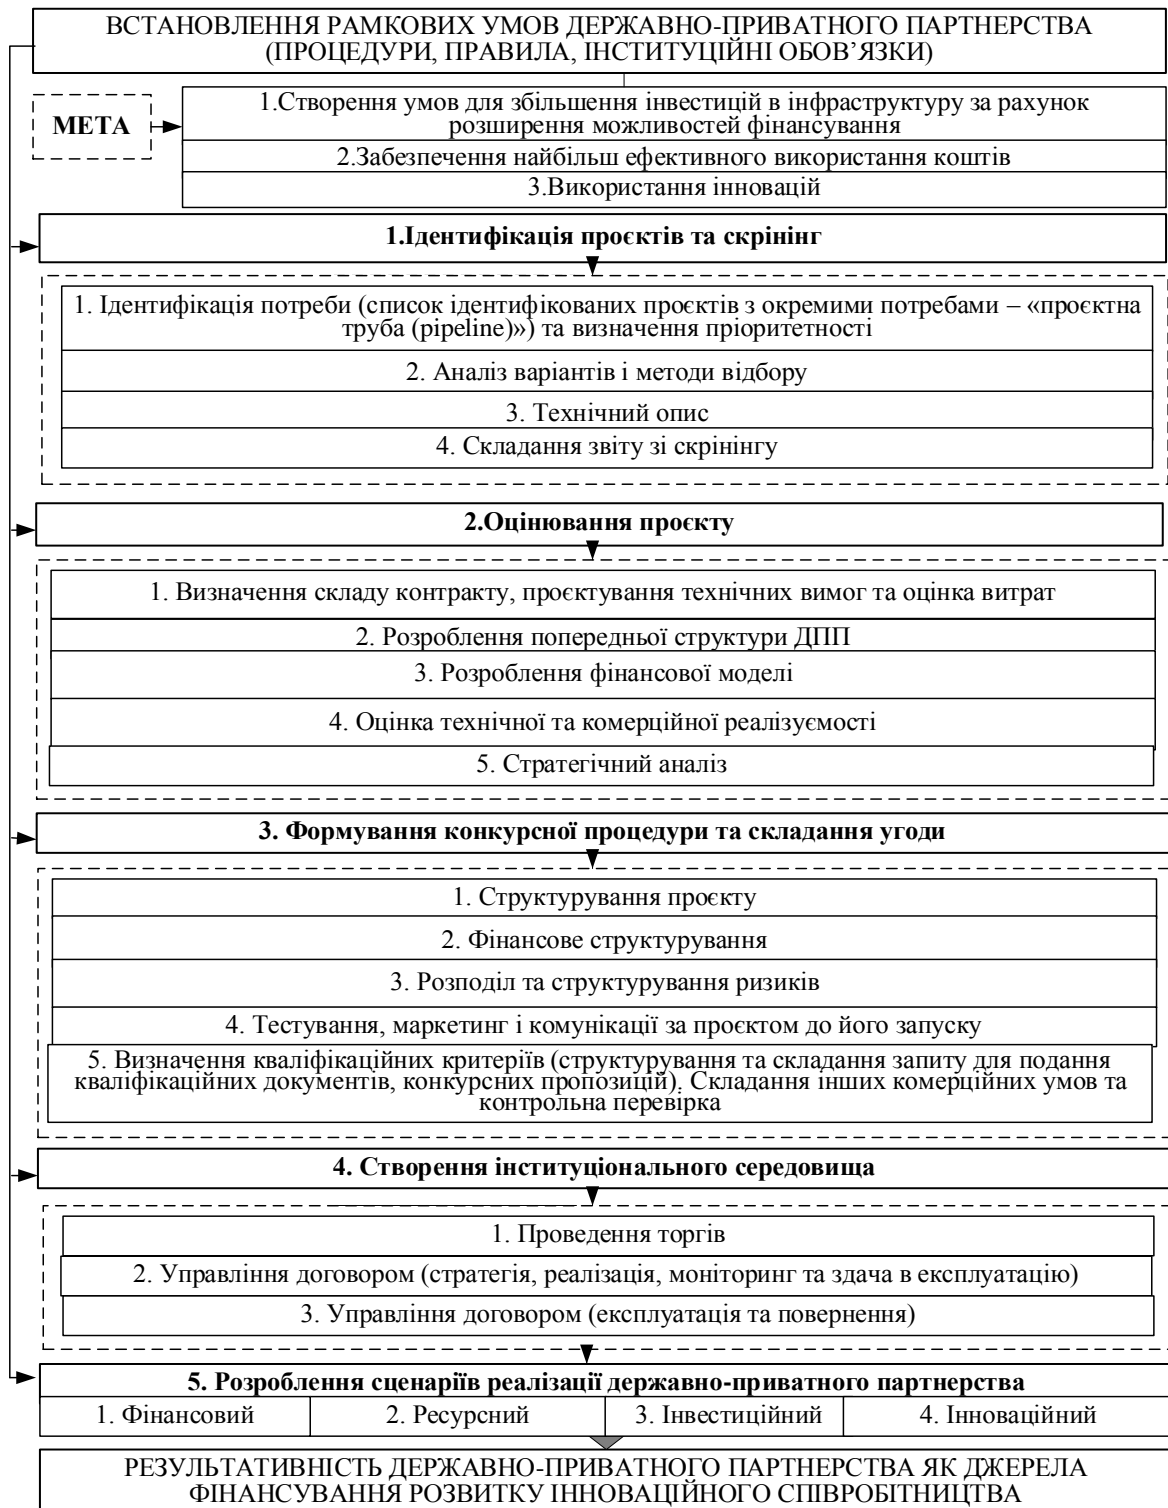 ВСТАНОВЛЕННЯ РАМКОВИХ УМОВ ДЕРЖАВНО-ПРИВАТНОГО ПАРТНЕРСТВА
(ПРОЦЕДУРИ, ПРАВИЛА, ІНСТИТУЦІЙНІ ОБОВ’ЯЗКИ)
МЕТА
1.Створення умов для збільшення інвестицій в інфраструктуру за рахунок
розширення можливостей фінансування
2.Забезпечення найбільш ефективного використання коштів
3.Використання інновацій
1.Ідентифікація проєктів та скрінінг
1. Ідентифікація потреби (список ідентифікованих проєктів з окремими потребами – «проєктна
труба (pipeline)») та визначення пріоритетності
2. Аналіз варіантів і методи відбору
3. Технічний опис
4. Складання звіту зі скрінінгу
2.Оцінювання проєкту
1. Визначення складу контракту, проєктування технічних вимог та оцінка витрат
2. Розроблення попередньої структури ДПП
3. Розроблення фінансової моделі
4. Оцінка технічної та комерційної реалізуємості
5. Стратегічний аналіз
3. Формування конкурсної процедури та складання угоди
1. Структурування проєкту
2. Фінансове структурування
3. Розподіл та структурування ризиків
4. Тестування, маркетинг і комунікації за проєктом до його запуску
5. Визначення кваліфікаційних критеріїв (структурування та складання запиту для подання
кваліфікаційних документів, конкурсних пропозицій). Складання інших комерційних умов та
контрольна перевірка
4. Створення інституціонального середовища
1. Проведення торгів
2. Управління договором (стратегія, реалізація, моніторинг та здача в експлуатацію)
3. Управління договором (експлуатація та повернення)
5. Розроблення сценаріїв реалізації державно-приватного партнерства
1. Фінансовий
2. Ресурсний
3. Інвестиційний
4. Інноваційний
РЕЗУЛЬТАТИВНІСТЬ ДЕРЖАВНО-ПРИВАТНОГО ПАРТНЕРСТВА ЯК ДЖЕРЕЛА
ФІНАНСУВАННЯ РОЗВИТКУ ІННОВАЦІЙНОГО СПІВРОБІТНИЦТВА